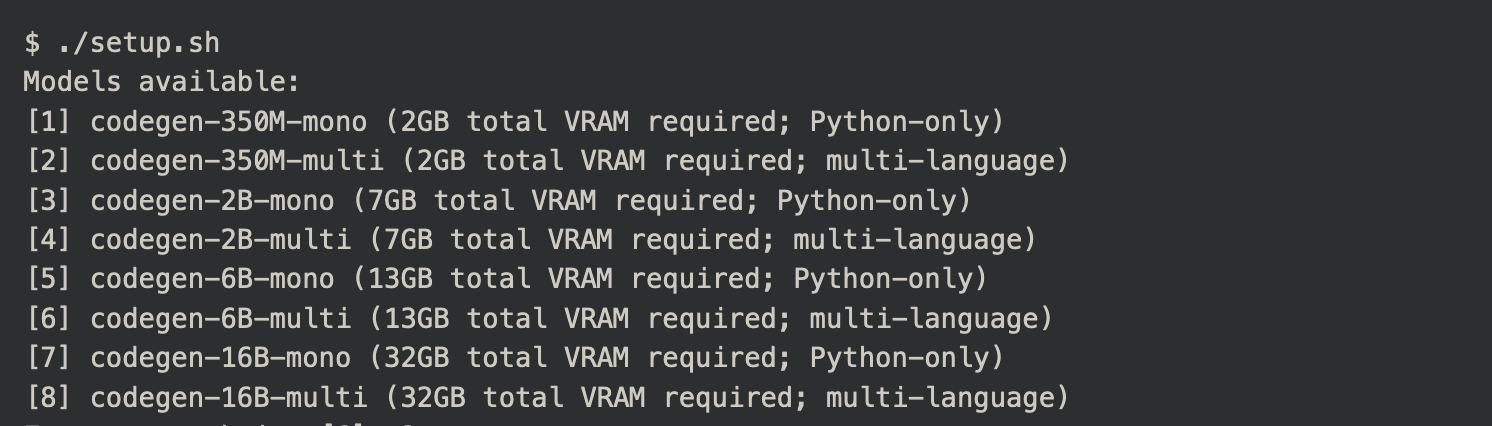 $ ./setup.sh
Models available:
[1] codegen-350M-mono (2GB total VRAM required; Python-only)
[2] codegen-350M-multi (2GB total VRAM required; multi-language)
[3] codegen-2B-mono (7GB total VRAM required; Python-only)
[4] codegen-2B-multi (7GB total VRAM required; multi-language)
[5] codegen-6B-mono (13GB total VRAM required; Python-only)
[6] codegen-6B-multi (13GB total VRAM required; multi-language)
[7] codegen-16B-mono (32GB total VRAM required; Python-only)
[8] codegen-16B-multi (32GB total VRAM required; multi-language)